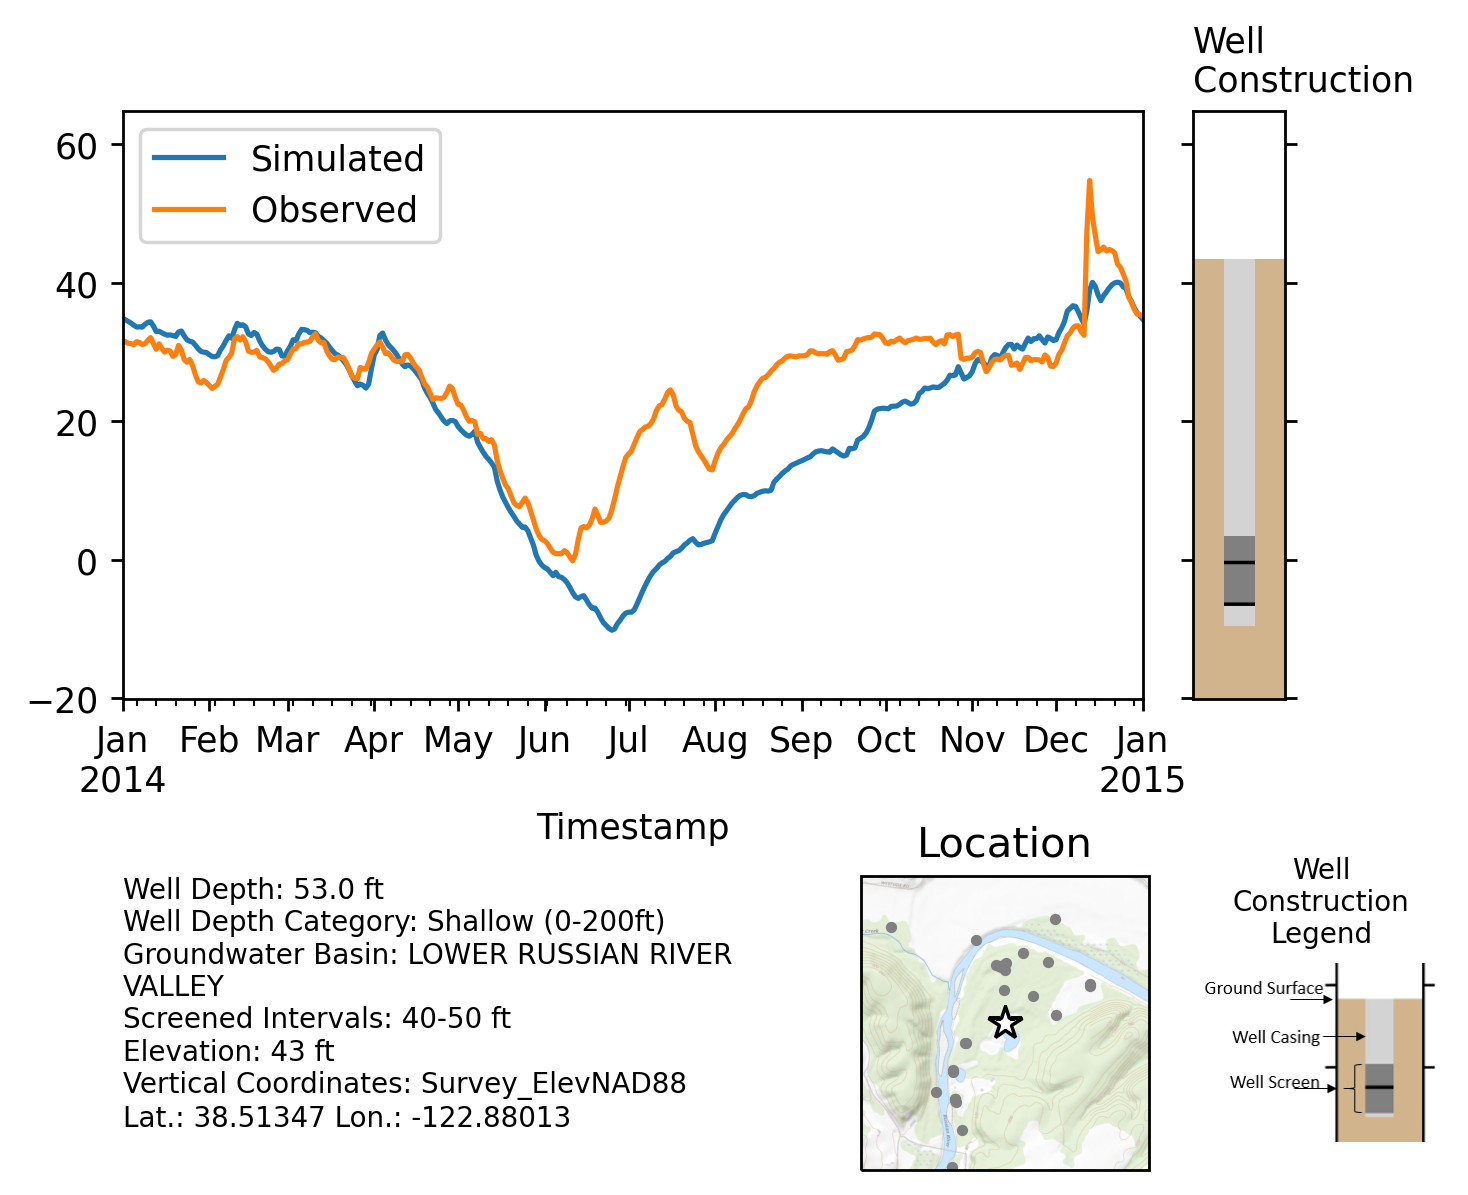 Well
Construction
60
40
20
0
−20
Simulated
Observed
Jan
2014
Feb
Mar
Apr
May
Jun
Jul
Aug
Sep
Oct
Nov
Dec
Jan
2015
Timestamp
Well Depth: 53.0 ft
Well Depth Category: Shallow (0-200ft)
Groundwater Basin: LOWER RUSSIAN RIVER
VALLEY
Screened Intervals: 40-50 ft
Elevation: 43 ft
Vertical Coordinates: Survey_ElevNAD88
Lat.: 38.51347 Lon.: -122.88013
Location
Well
Construction
Legend
Ground Surface
Well Casing
Well Screen